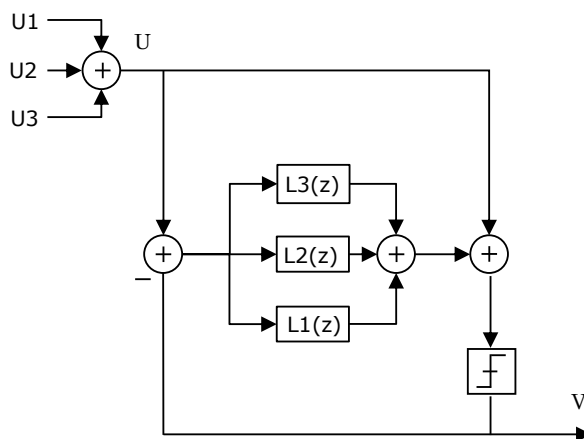 U1
U
U2
+
U3
L3(z)
+
L2(z)
+
+
−
L1(z)
V